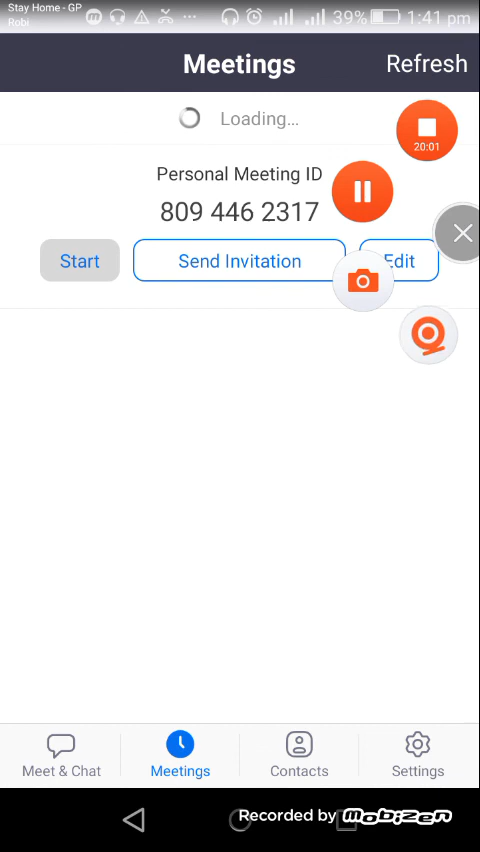 Stay Home - GP
Robi
39%
1:41 pm
Meetings
Refresh
Loading...
20:01
Personal Meeting ID
809 446 2317
Start
Send Invitation
Edit
Meet & Chat
Meetings
Contacts
Settings
Recorded by Mobizen